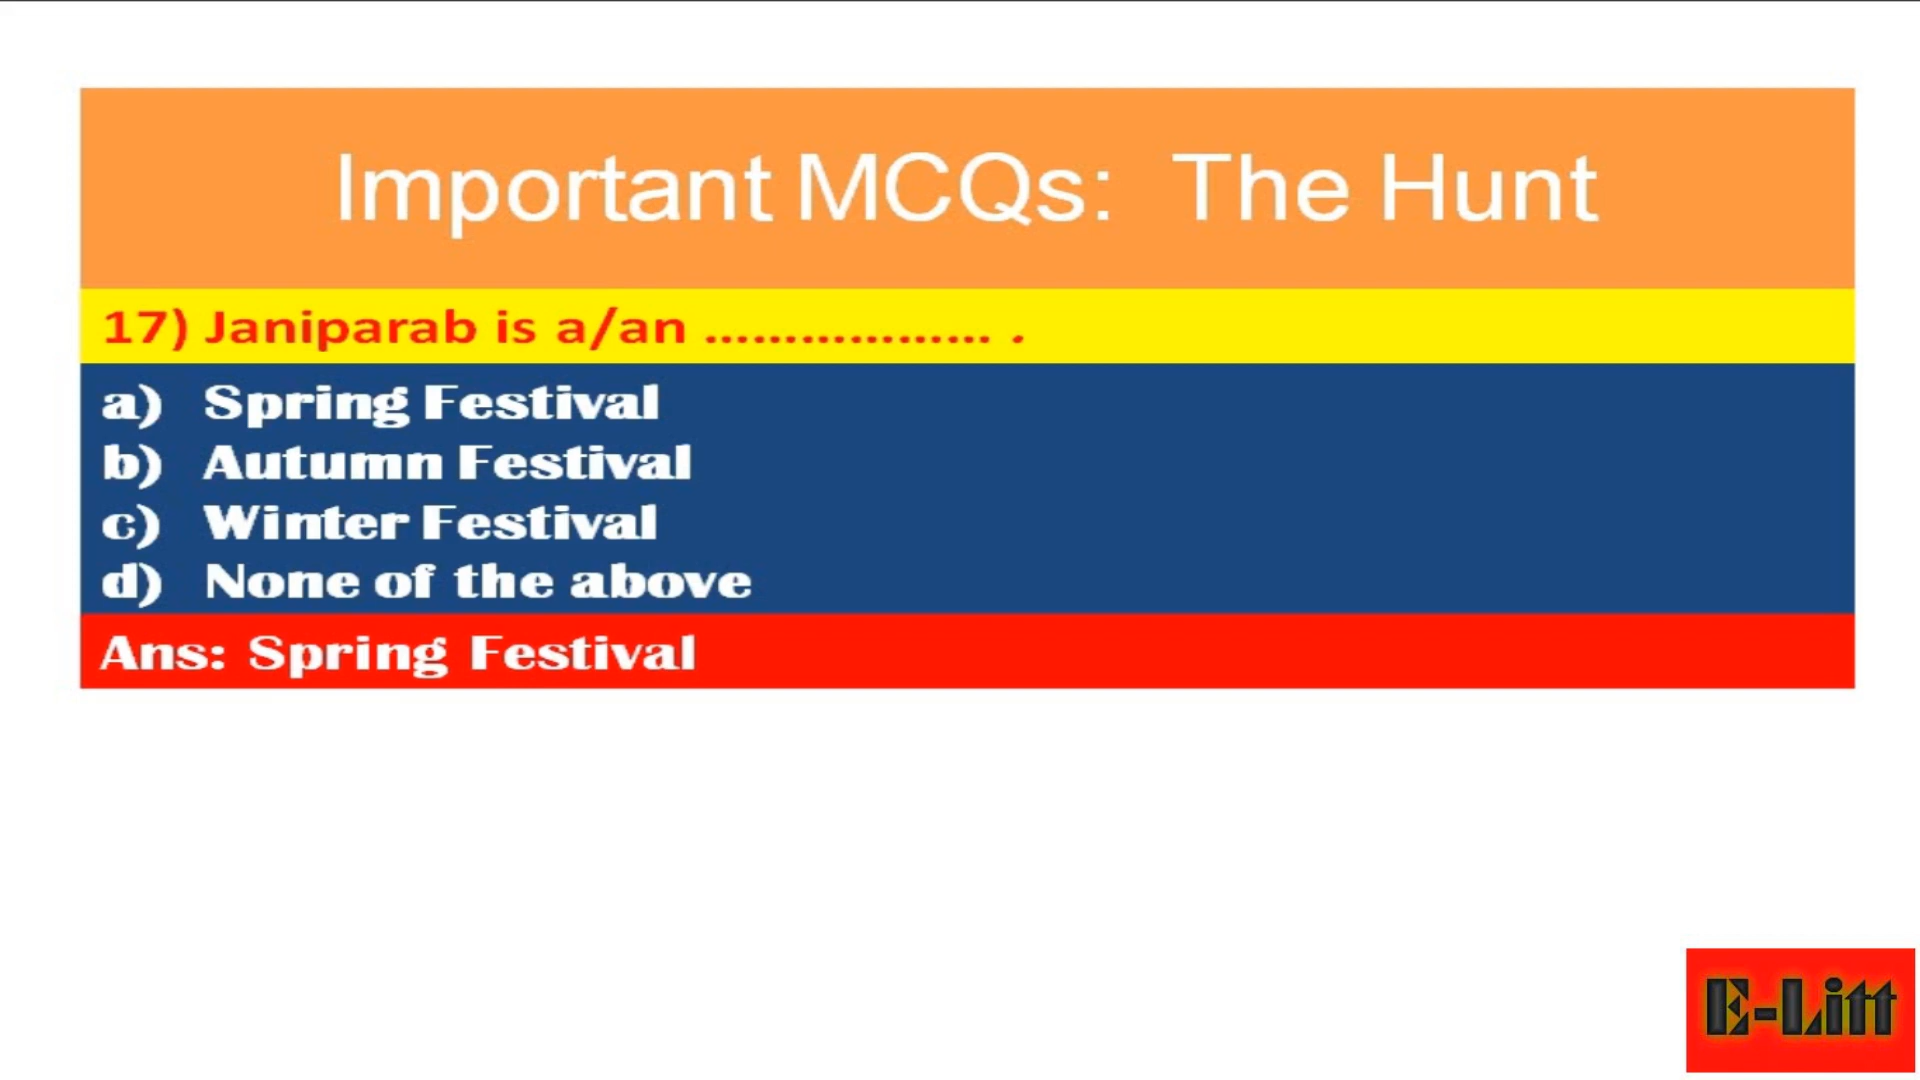 Important MCQs: The Hunt
17) Janiparab is a/an .................. .
a) Spring Festival
b) Autumn Festival
c) Winter Festival
d) None of the above
Ans: Spring Festival
E-Litt